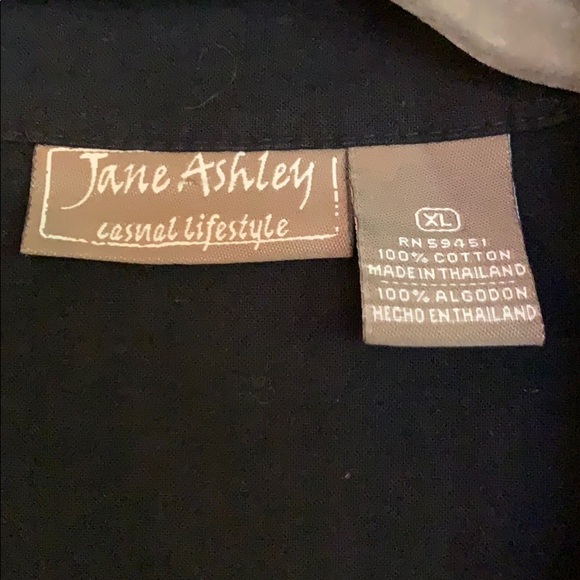 Jane Ashley
casual lifestyle
XL
RN 59451
100% COTTON
MADE IN THAILAND
100% ALGODON
HECHO EN THAILAND